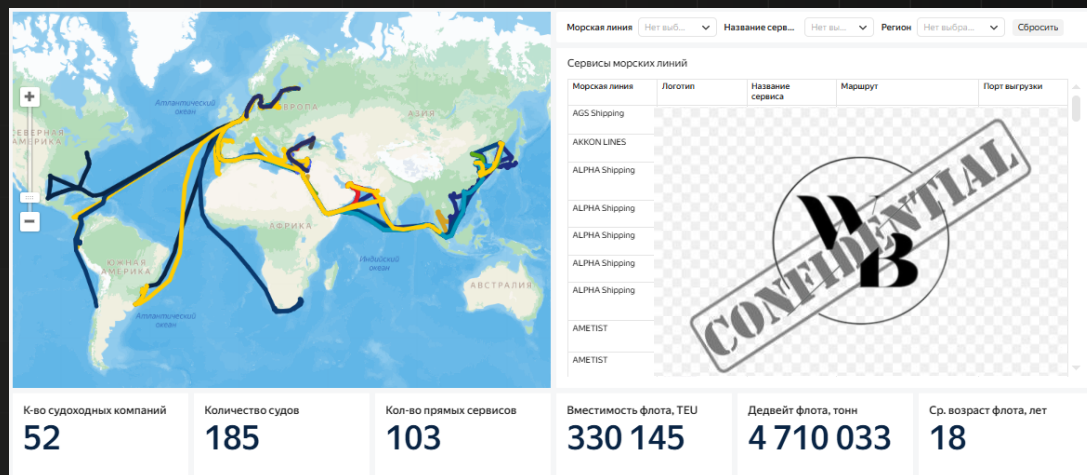 Атлантический
океан
ЕВРОПА
АЗИЯ
СЕВЕРНАЯ
АМЕРИКА
АФРИКА
ЮЖНАЯ
АМЕРИКА
Индийский
океан
АВСТРАЛИЯ
Атлантический
океан
+
−
Морская линия Нет выб... Название серв... Нет вы... Регион Нет выбра... Сбросить
Сервисы морских линий
Морская линия Логотип Название сервиса Маршрут Порт выгрузки
AGS Shipping
AKKON LINES
ALPHA Shipping
ALPHA Shipping
ALPHA Shipping
ALPHA Shipping
ALPHA Shipping
AMETIST
AMETIST
CONFIDENTIAL
К-во судоходных компаний
52
Количество судов
185
Кол-во прямых сервисов
103
Вместимость флота, TEU
330 145
Дедвейт флота, тонн
4 710 033
Ср. возраст флота, лет
18